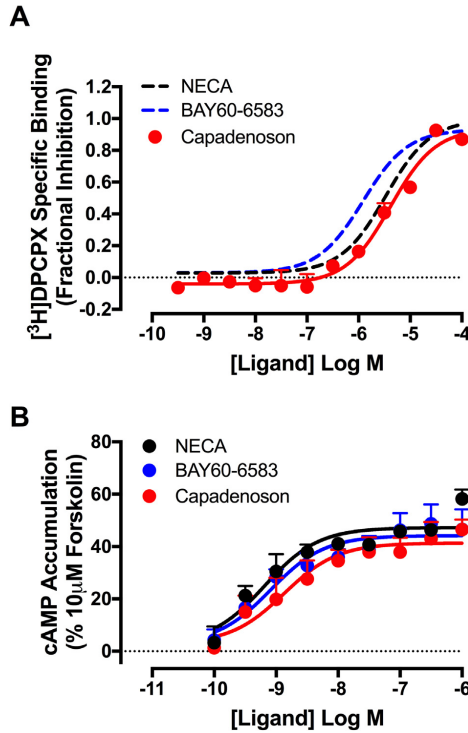 A
[³H]DPCPX Specific Binding
(Fractional Inhibition)
1.2
1.0
0.8
0.6
0.4
0.2
0.0
-0.2
NECA
BAY60-6583
Capadenoson
-10 -9 -8 -7 -6 -5 -4
[Ligand] Log M
B
cAMP Accumulation
(% 10μM Forskolin)
80
60
40
20
0
NECA
BAY60-6583
Capadenoson
-11 -10 -9 -8 -7 -6
[Ligand] Log M